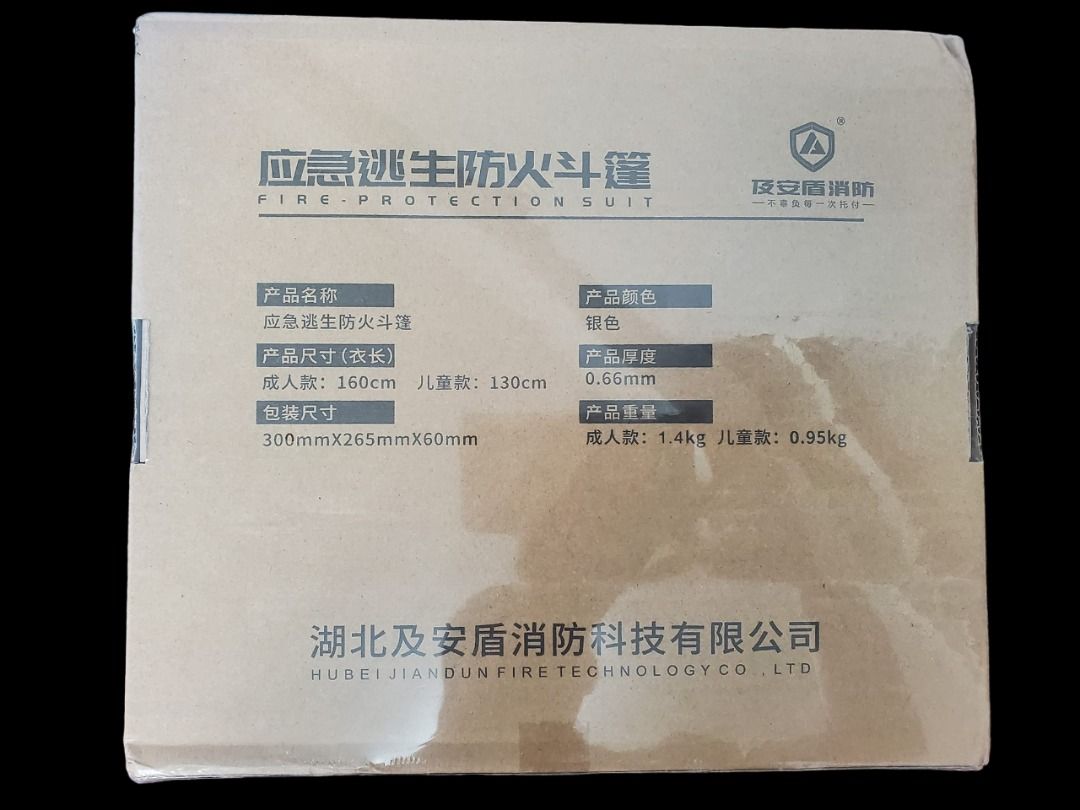 应急逃生防火斗篷
FIRE-PROTECTION SUIT
®
及安盾消防
—不辜负每一次托付—
产品名称
应急逃生防火斗篷
产品尺寸(衣长)
成人款：160cm 儿童款：130cm
包装尺寸
300mmX265mmX60mm
产品颜色
银色
产品厚度
0.66mm
产品重量
成人款：1.4kg 儿童款：0.95kg
湖北及安盾消防科技有限公司
HUBEI JIANDUN FIRE TECHNOLOGY CO .,LTD